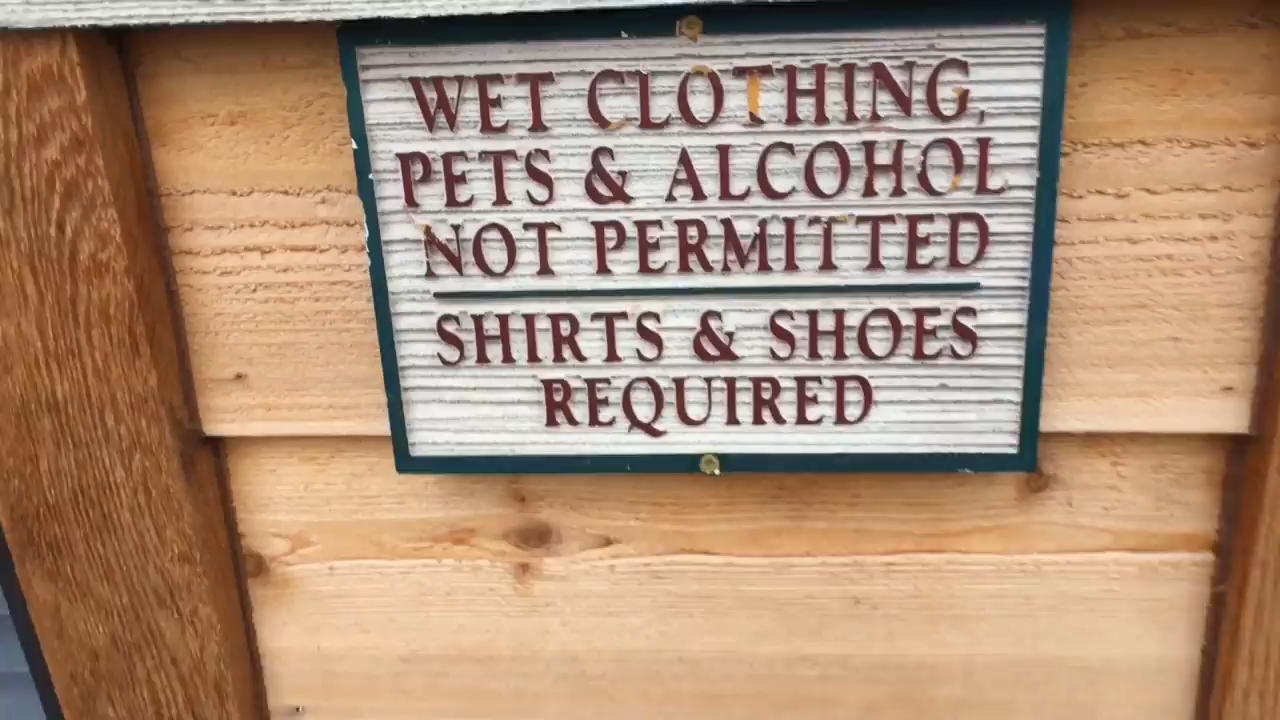 WET CLOTHING,
PETS & ALCOHOL
NOT PERMITTED
SHIRTS & SHOES
REQUIRED